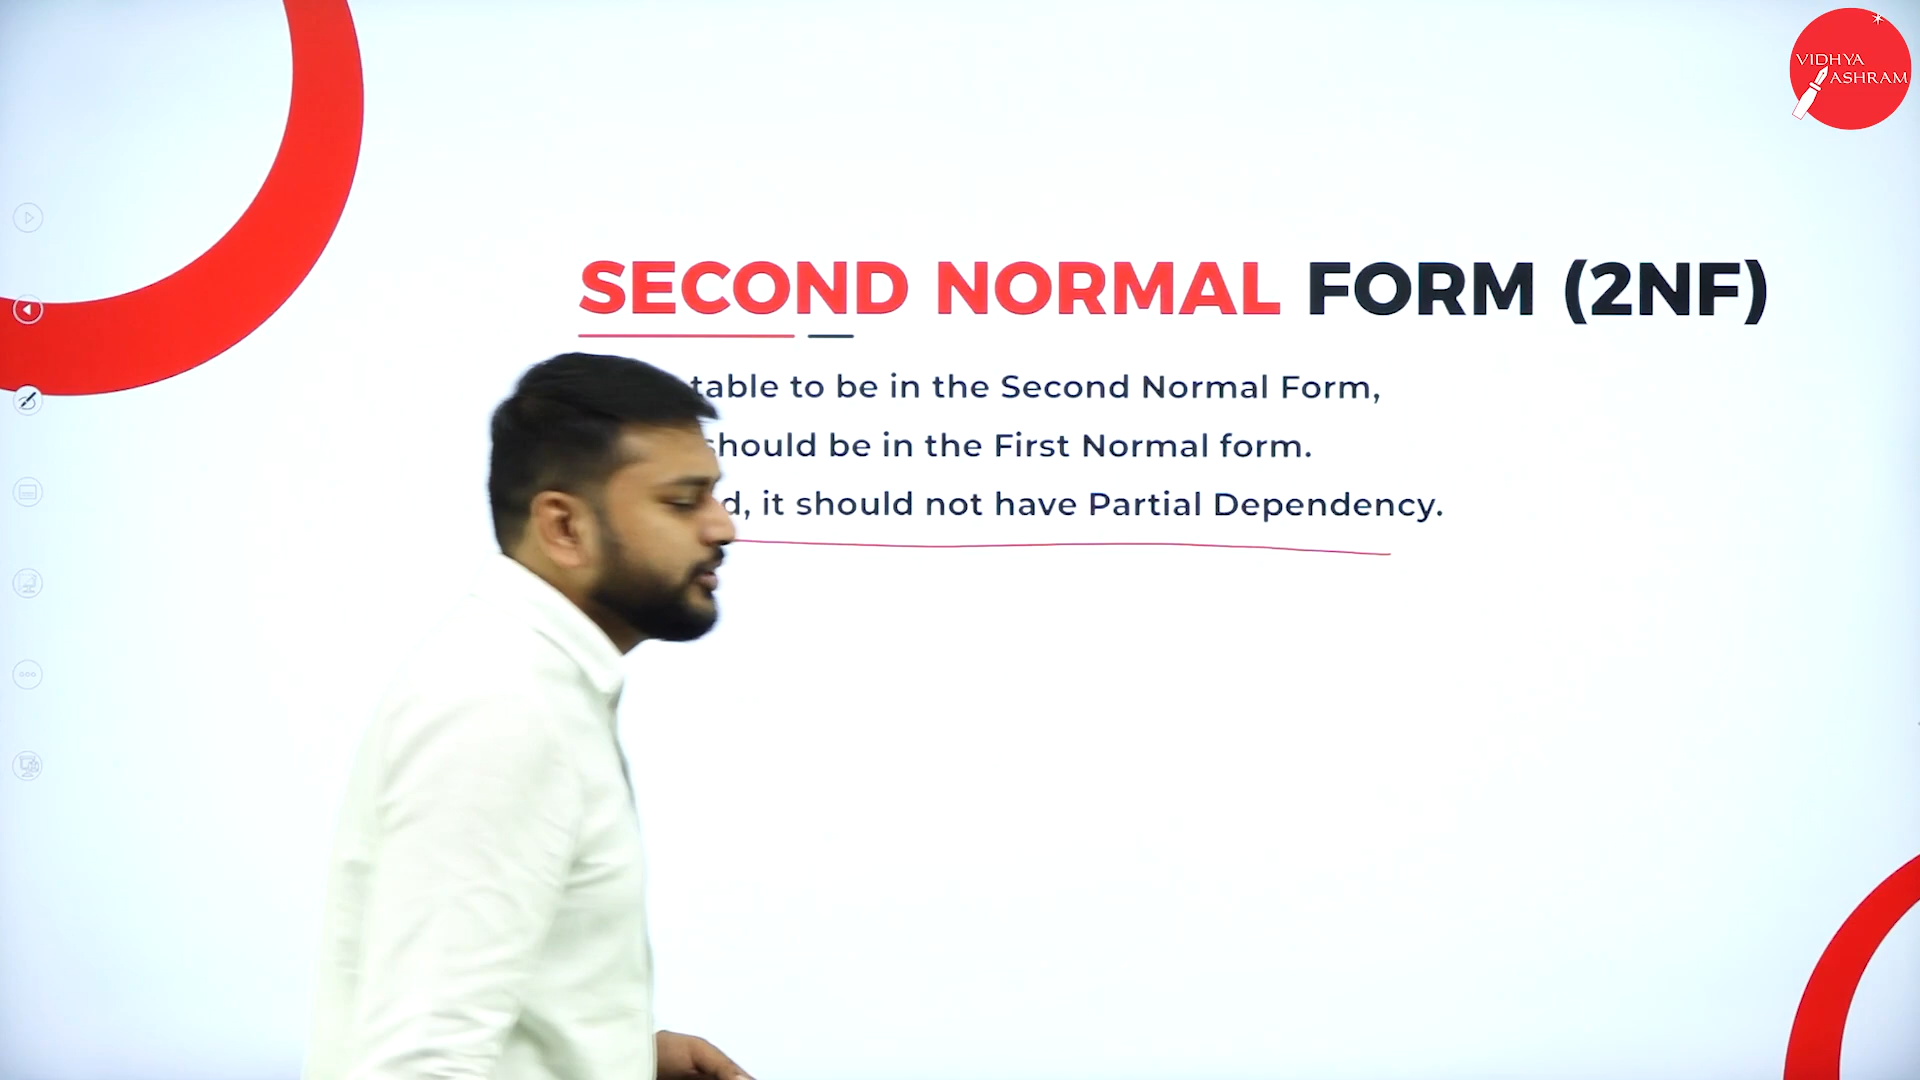 VIDHYA
ASHRAM
SECOND NORMAL FORM (2NF)
table to be in the Second Normal Form,
should be in the First Normal form.
it should not have Partial Dependency.